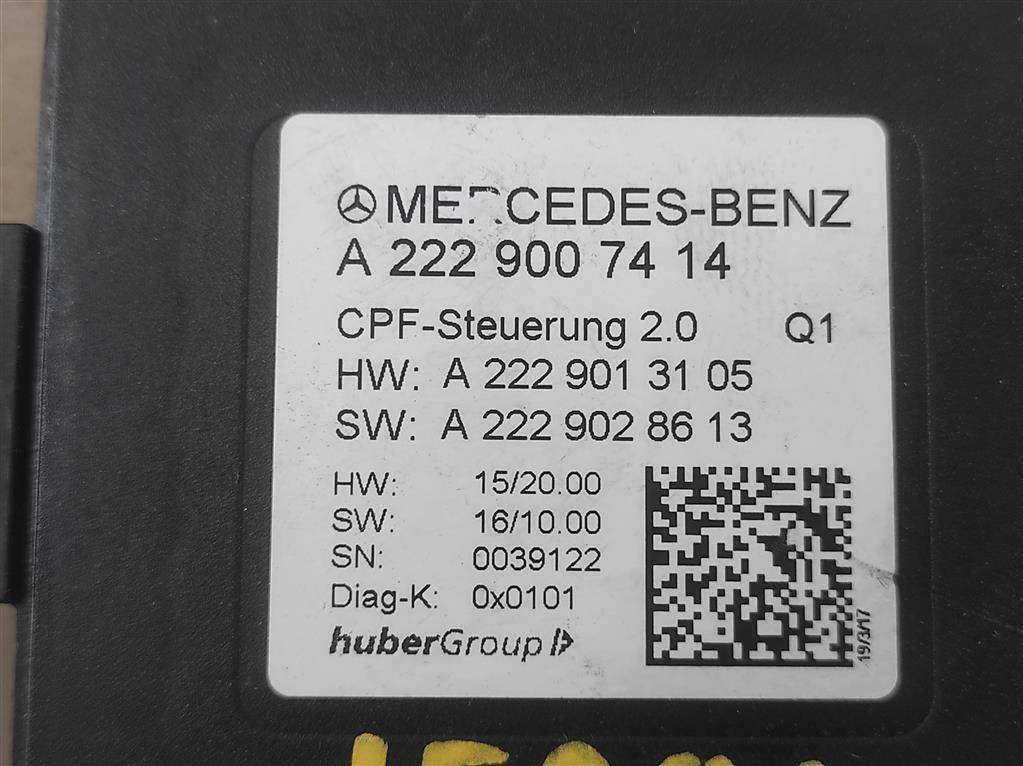 MERCEDES-BENZ
A 222 900 74 14
CPF-Steuerung 2.0 Q1
HW: A 222 901 31 05
SW: A 222 902 86 13
HW: 15/20.00
SW: 16/10.00
SN: 0039122
Diag-K: 0x0101
huberGroup
19/3/17